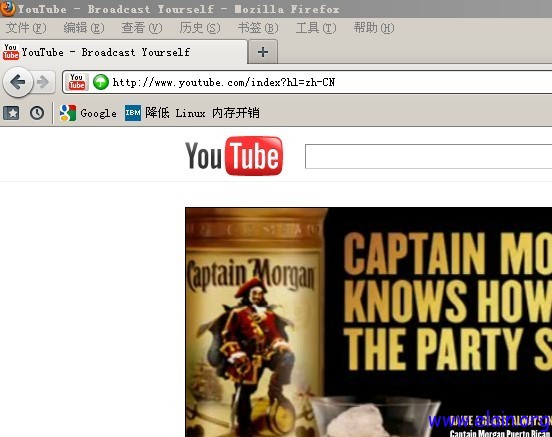 YouTube - Broadcast Yourself - Mozilla Firefox
文件(F) 编辑(E) 查看(V) 历史(S) 书签(B) 工具(T) 帮助(H)
YouTube - Broadcast Yourself
http://www.youtube.com/index?hl=zh-CN
Google IBM 降低 Linux 内存开销
YouTube
Captain Morgan
CAPTAIN MO
KNOWS HOW
THE PARTY S
ALWAYS IN
Captain Morgan Puerto Rican